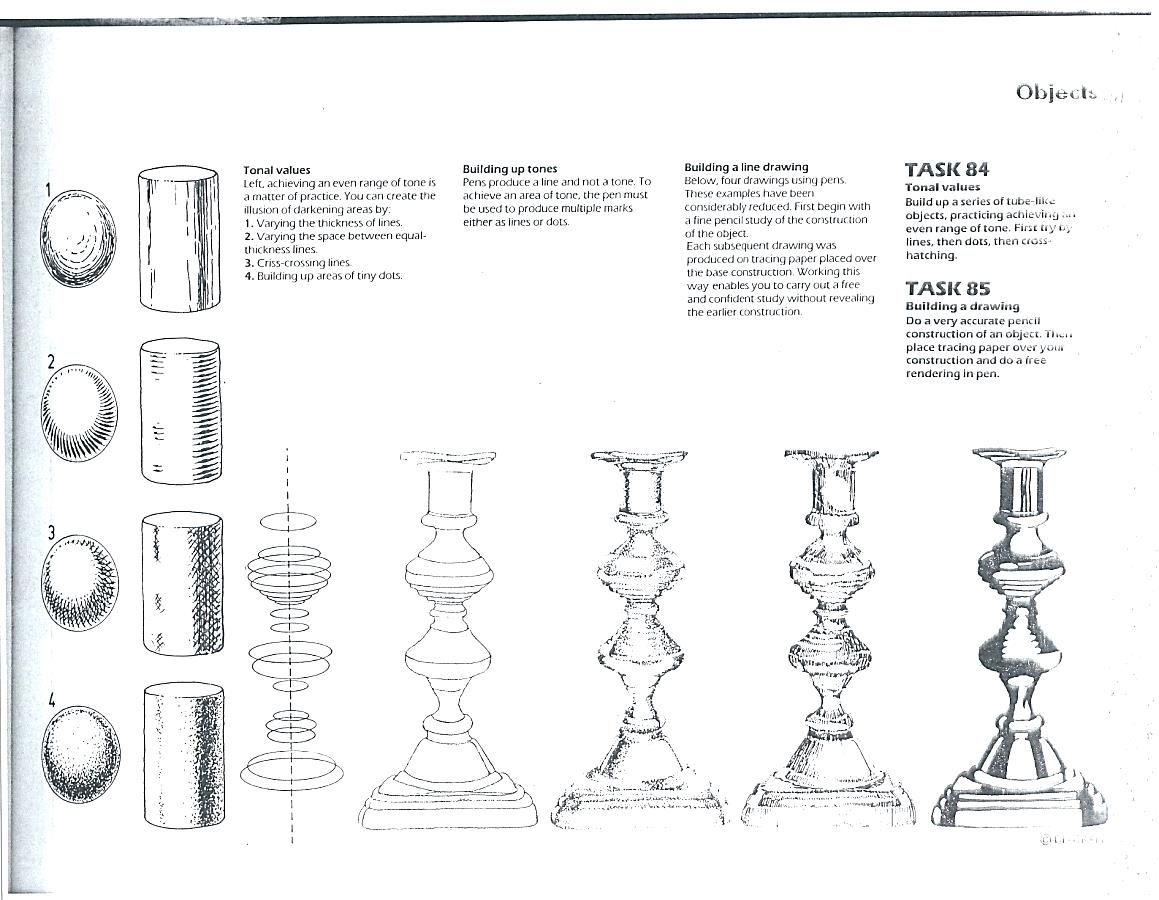 Objects
1
2
3
4
Tonal values
Left, achieving an even range of tone is
a matter of practice. You can create the
illusion of darkening areas by:
1. Varying the thickness of lines.
2. Varying the space between equal-
thickness lines.
3. Criss-crossing lines.
4. Building up areas of tiny dots.
Building up tones
Pens produce a line and not a tone. To
achieve an area of tone, the pen must
be used to produce multiple marks
either as lines or dots.
Building a line drawing
Below, four drawings using pens.
These examples have been
considerably reduced. First begin with
a fine pencil study of the construction
of the object.
Each subsequent drawing was
produced on tracing paper placed over
the base construction. Working this
way enables you to carry out a free
and confident study without revealing
the earlier construction.
TASK 84
Tonal values
Build up a series of tube-like
objects, practicing achieving an
even range of tone. First try by
lines, then dots, then cross-
hatching.
TASK 85
Building a drawing
Do a very accurate pencil
construction of an object. Then
place tracing paper over your
construction and do a free
rendering in pen.
©